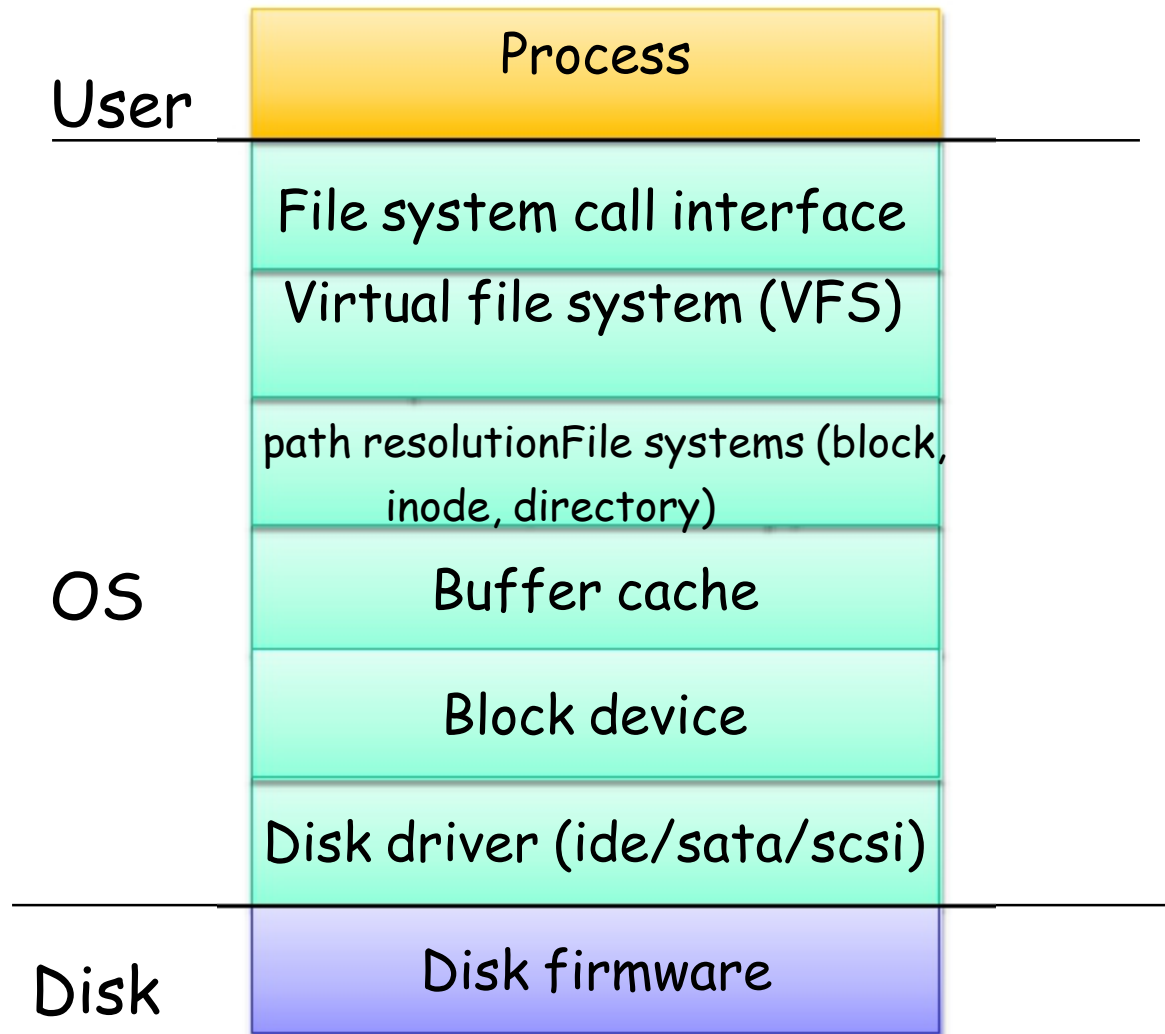 Process
User
File system call interface
Virtual file system (VFS)
path resolutionFile systems (block,
inode, directory)
OS
Buffer cache
Block device
Disk driver (ide/sata/scsi)
Disk firmware
Disk